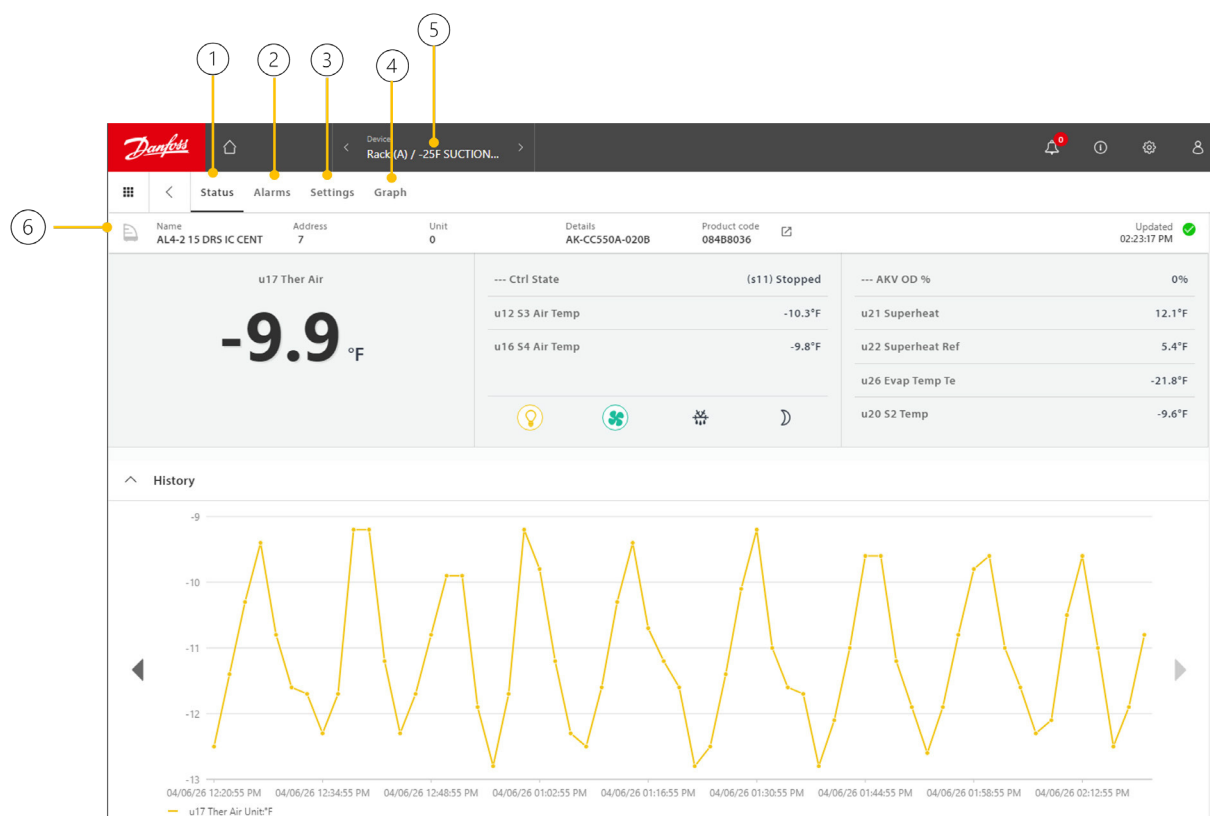 5
1
2
3
4
Danfoss
Device
Rack (A) / -25F SUCTION...
0
Status Alarms Settings Graph
6
Name Address Unit Details Product code Updated
AL4-2 15 DRS IC CENT 7 0 AK-CC550A-020B 084B8036 02:23:17 PM
u17 Ther Air
-9.9 °F
--- Ctrl State (s11) Stopped
u12 S3 Air Temp -10.3°F
u16 S4 Air Temp -9.8°F
--- AKV OD % 0%
u21 Superheat 12.1°F
u22 Superheat Ref 5.4°F
u26 Evap Temp Te -21.8°F
u20 S2 Temp -9.6°F
History
-9
-10
-11
-12
-13
04/06/26 12:20:55 PM 04/06/26 12:34:55 PM 04/06/26 12:48:55 PM 04/06/26 01:02:55 PM 04/06/26 01:16:55 PM 04/06/26 01:30:55 PM 04/06/26 01:44:55 PM 04/06/26 01:58:55 PM 04/06/26 02:12:55 PM
u17 Ther Air Unit:°F